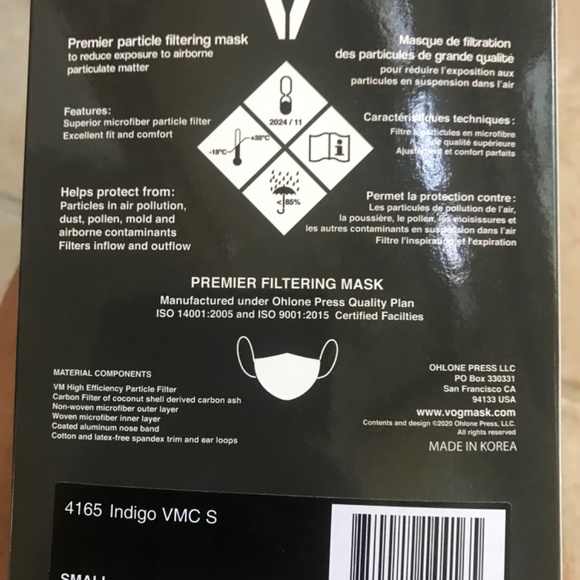 Premier particle filtering mask
to reduce exposure to airborne
particulate matter
Masque de filtration
des particules de grande qualité
pour réduire l'exposition aux
particules en suspension dans l'air
Features:
Superior microfiber particle filter
Excellent fit and comfort
2024 / 11
-18°C
+38°C
i
< 85%
Caractéristiques techniques :
Filtre à particules en microfibre
de qualité supérieure
Ajustement et confort parfaits
Helps protect from:
Particles in air pollution,
dust, pollen, mold and
airborne contaminants
Filters inflow and outflow
Permet la protection contre :
Les particules de pollution de l'air,
la poussière, le pollen, les moisissures et
les autres contaminants en suspension dans l'air
Filtre l'inspiration et l'expiration
PREMIER FILTERING MASK
Manufactured under Ohlone Press Quality Plan
ISO 14001:2005 and ISO 9001:2015 Certified Facilties
MATERIAL COMPONENTS
VM High Efficiency Particle Filter
Carbon Filter of coconut shell derived carbon ash
Non-woven microfiber outer layer
Woven microfiber inner layer
Coated aluminum nose band
Cotton and latex-free spandex trim and ear loops
OHLONE PRESS LLC
PO Box 330331
San Francisco CA
94133 USA
www.vogmask.com
Contents and design ©2020 Ohlone Press, LLC.
All rights reserved
MADE IN KOREA
4165 Indigo VMC S
SMALL